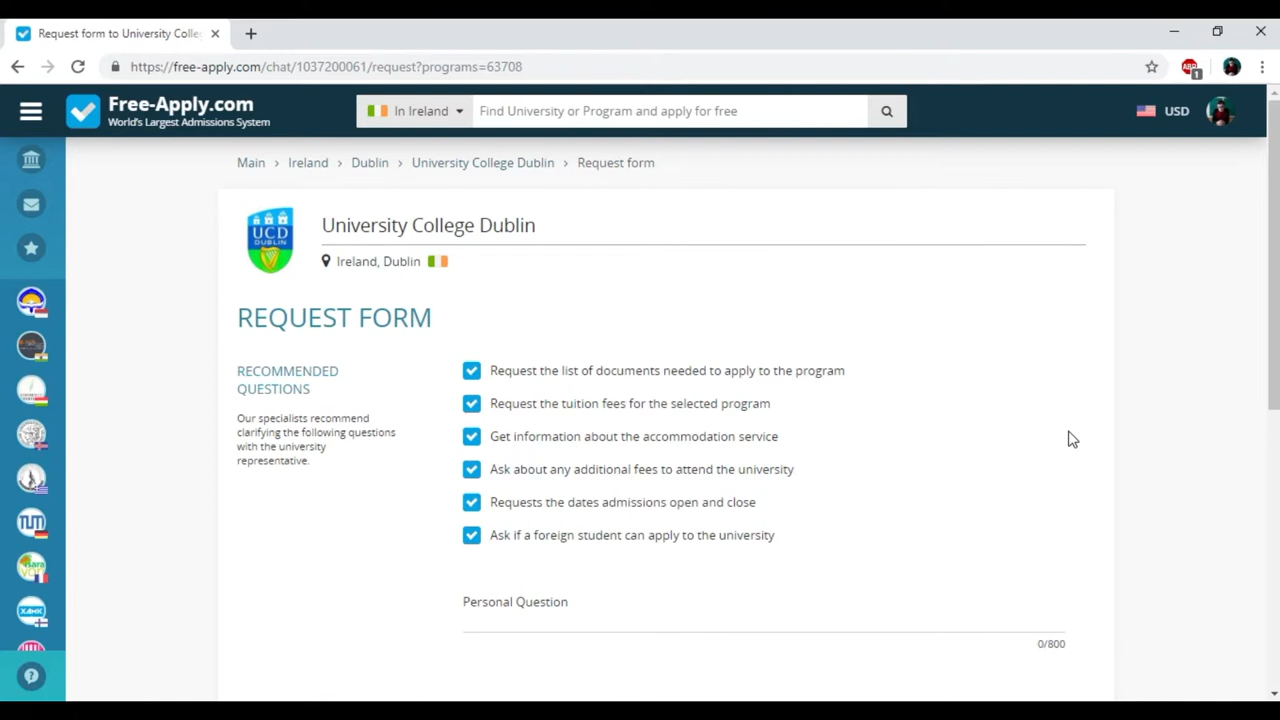 Request form to University Colle
https://free-apply.com/chat/1037200061/request?programs=63708
ABP
1
Free-Apply.com
World's Largest Admissions System
In Ireland
Find University or Program and apply for free
USD
Main > Ireland > Dublin > University College Dublin > Request form
UCD
DUBLIN
University College Dublin
Ireland, Dublin
REQUEST FORM
RECOMMENDED
QUESTIONS
Our specialists recommend
clarifying the following questions
with the university
representative.
Request the list of documents needed to apply to the program
Request the tuition fees for the selected program
Get information about the accommodation service
Ask about any additional fees to attend the university
Requests the dates admissions open and close
Ask if a foreign student can apply to the university
Personal Question
0/800
TUM
XAMK
?